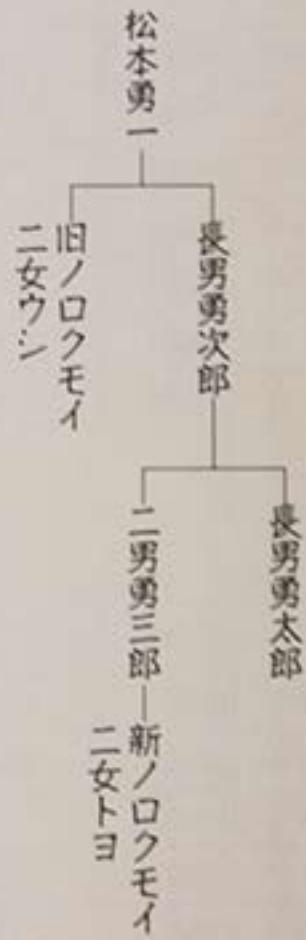 松本勇一
長男勇次郎
旧ノロクモイ
二女ウシ
長男勇太郎
二男勇三郎
新ノロクモイ
二女トヨ